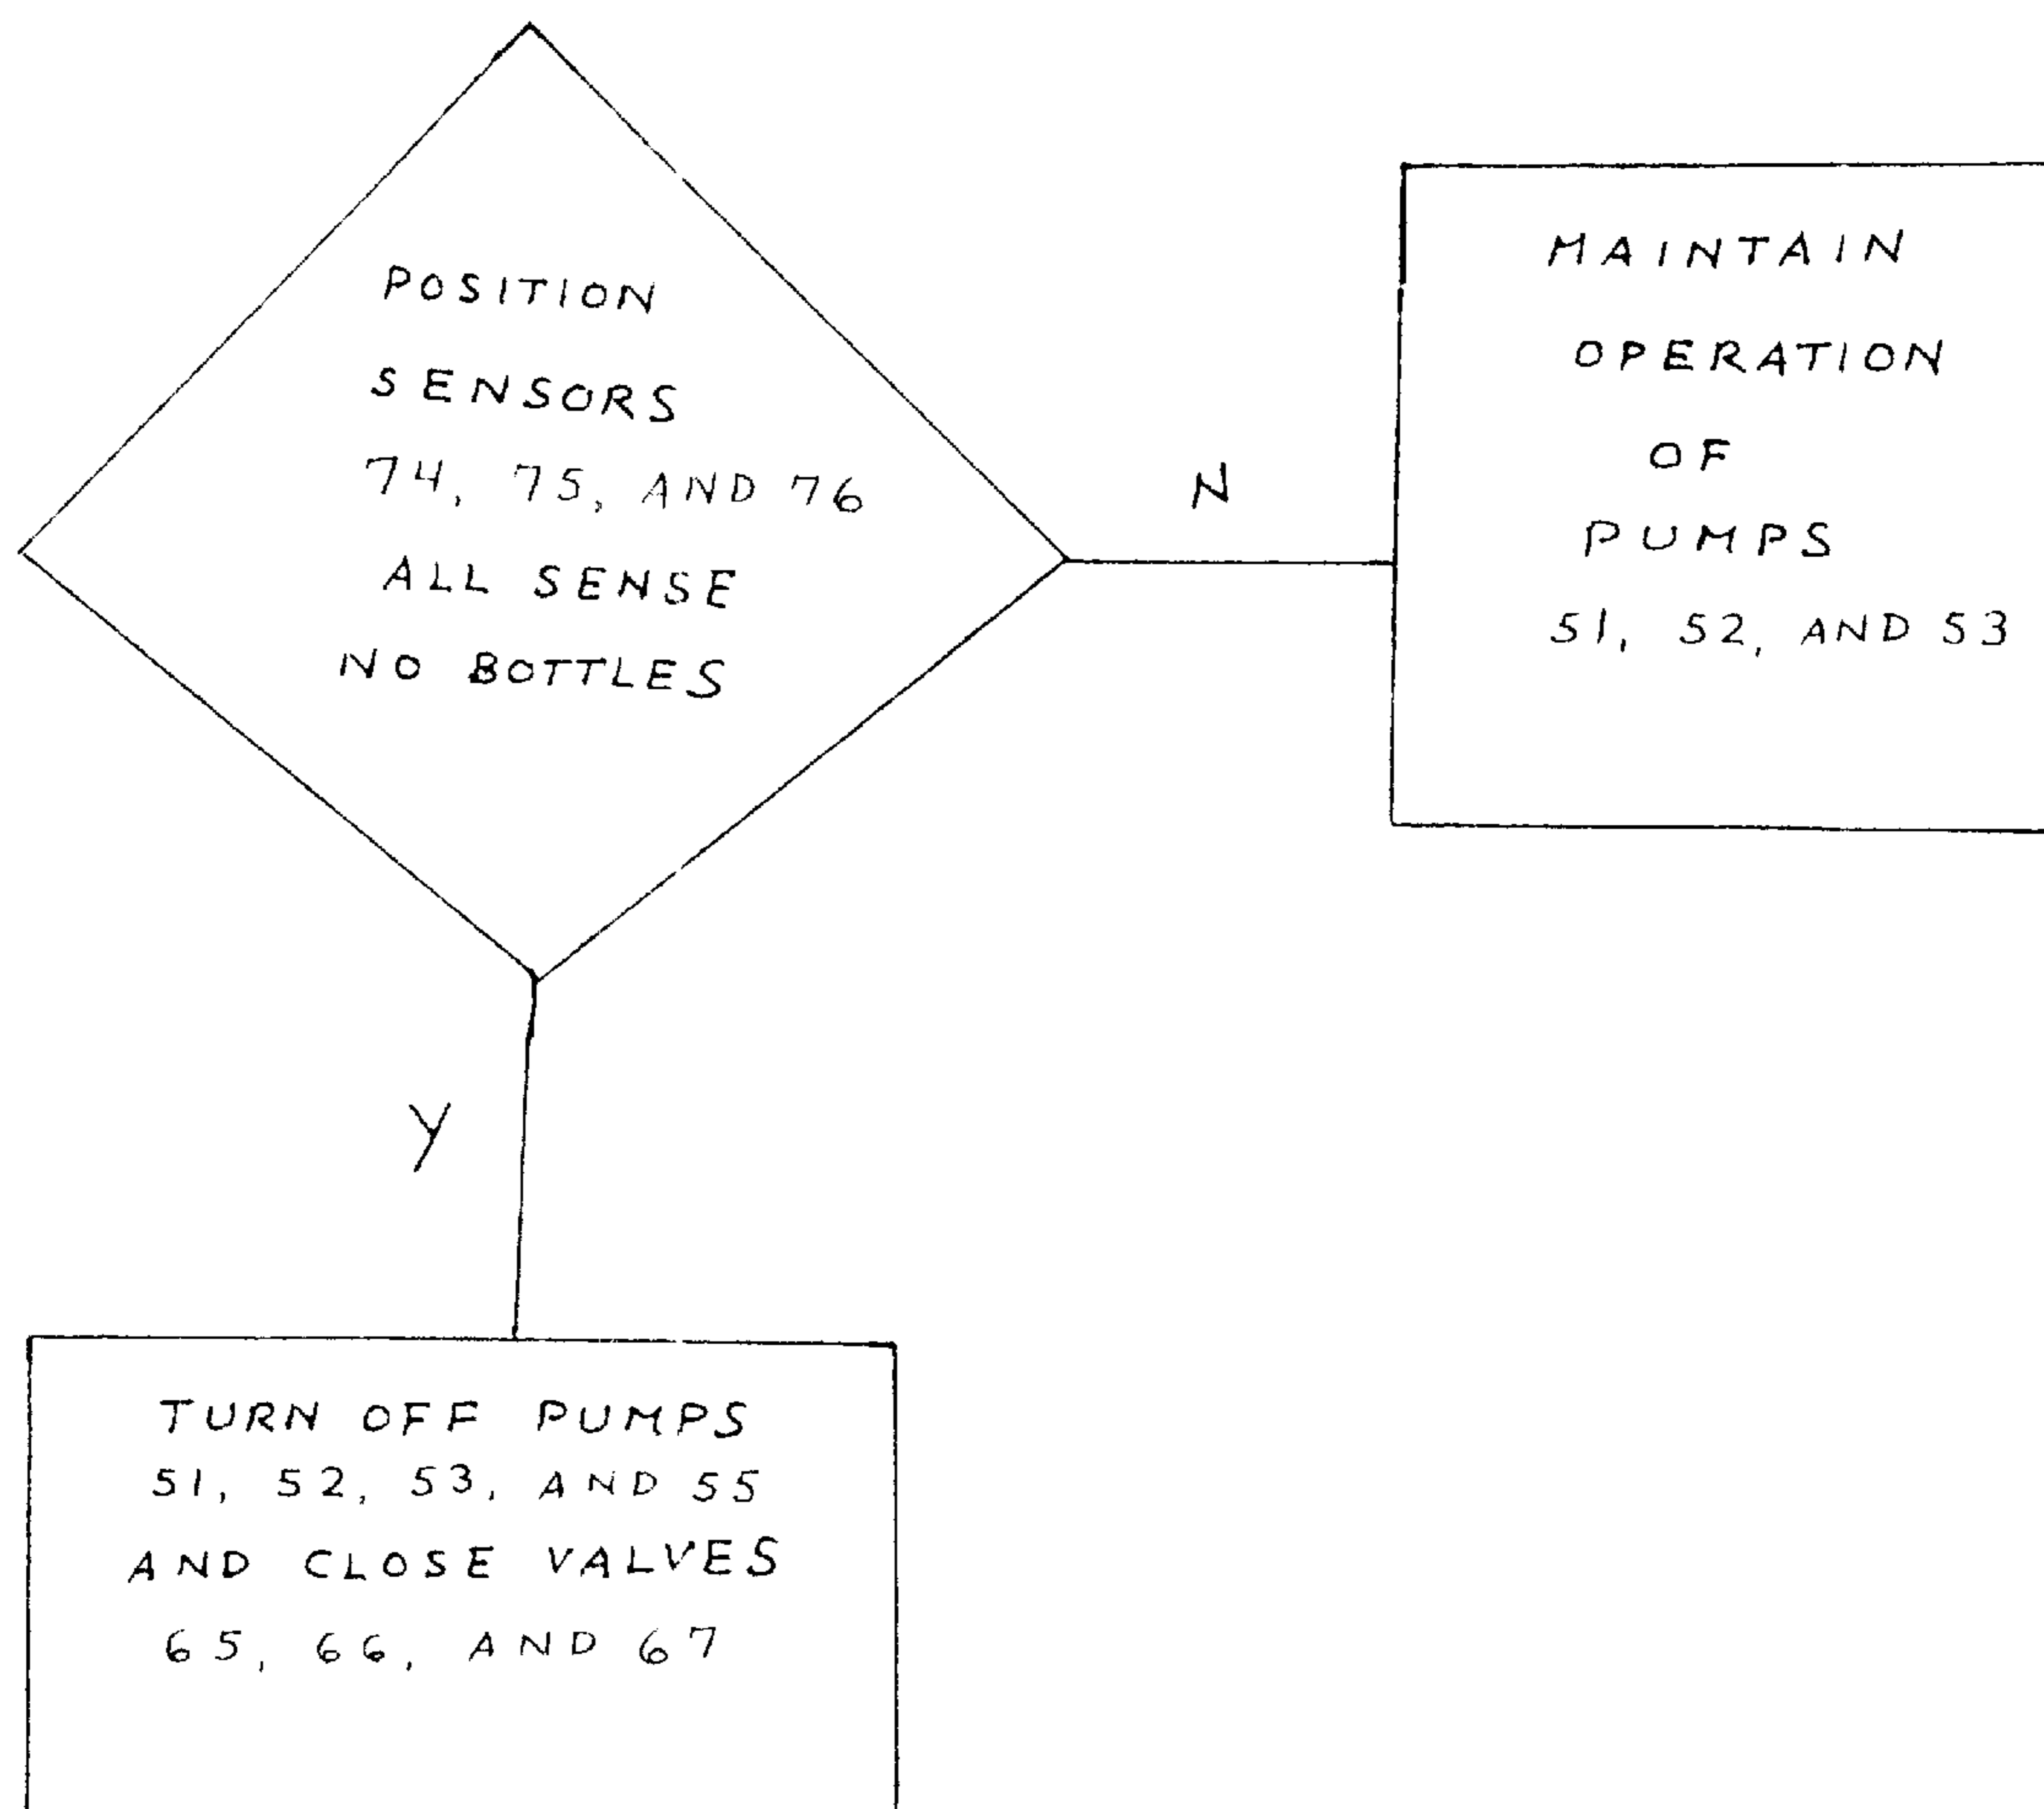 POSITION
SENSORS
74, 75, AND 76
ALL SENSE
NO BOTTLES
N
MAINTAIN
OPERATION
OF
PUMPS
51, 52, AND 53
Y
TURN OFF PUMPS
51, 52, 53, AND 55
AND CLOSE VALVES
65, 66, AND 67